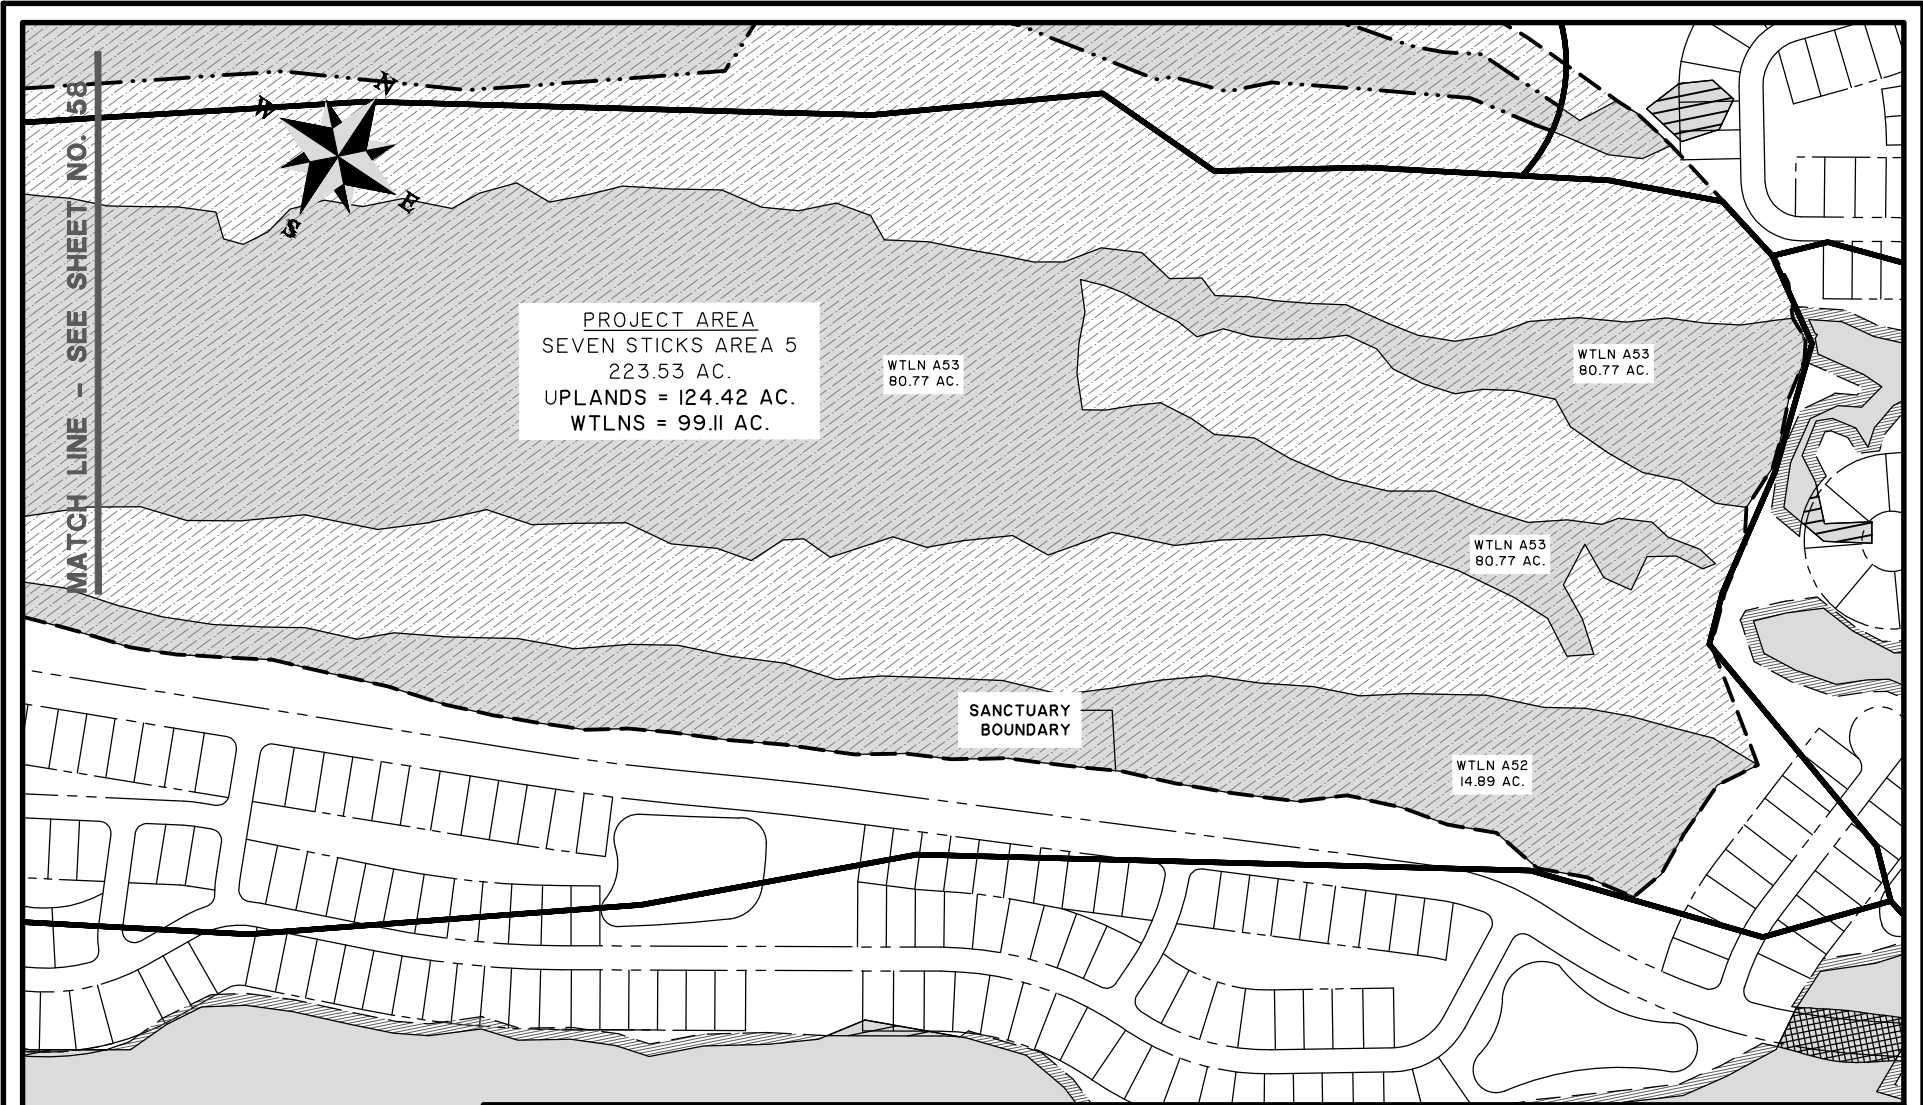 MATCH LINE - SEE SHEET NO. 58
N
W
E
S
PROJECT AREA
SEVEN STICKS AREA 5
223.53 AC.
UPLANDS = 124.42 AC.
WTLNS = 99.11 AC.
WTLN A53
80.77 AC.
WTLN A53
80.77 AC.
WTLN A53
80.77 AC.
SANCTUARY
BOUNDARY
WTLN A52
14.89 AC.